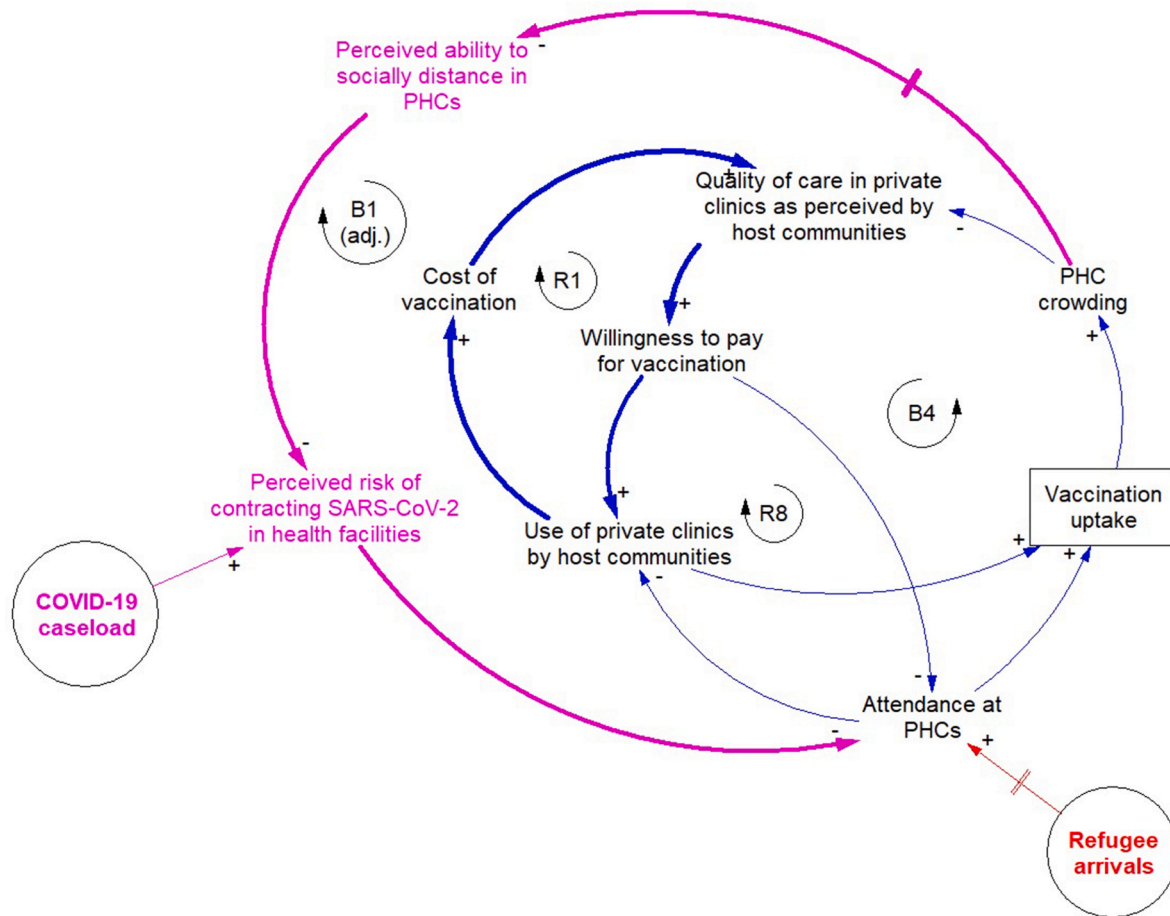 Perceived ability to
socially distance in
PHCs
-
B1
(adj.)
+
Quality of care in private
clinics as perceived by
host communities
-
Cost of
vaccination
+
R1
+
PHC
crowding
+
Willingness to pay
for vaccination
B4
-
Perceived risk of
contracting SARS-CoV-2
in health facilities
+
+
Use of private clinics
by host communities
-
R8
Vaccination
uptake
+
+
COVID-19
caseload
-
Attendance at
PHCs
-
+
Refugee
arrivals